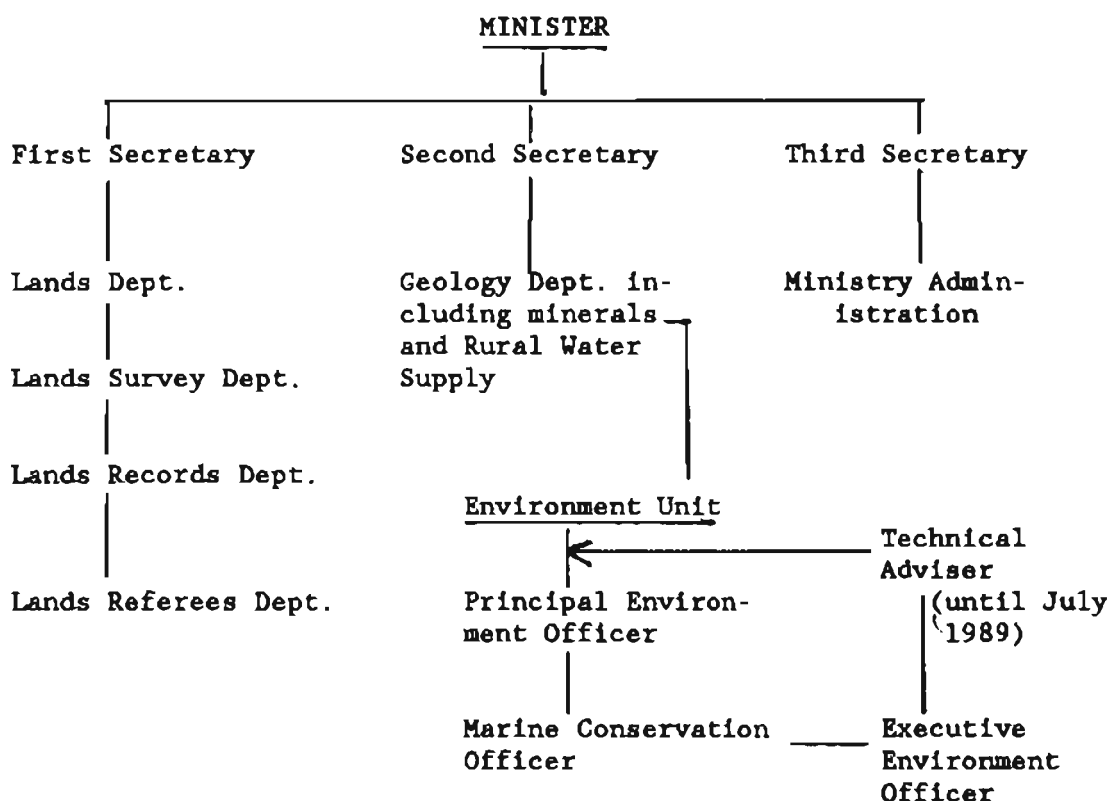 MINISTER
First Secretary
Second Secretary
Third Secretary
Lands Dept.
Geology Dept. in-
cluding minerals
and Rural Water
Supply
Ministry Admin-
istration
Lands Survey Dept.
Lands Records Dept.
Lands Referees Dept.
Environment Unit
Technical
Adviser
(until July
1989)
Principal Environ-
ment Officer
Marine Conservation
Officer
Executive
Environment
Officer